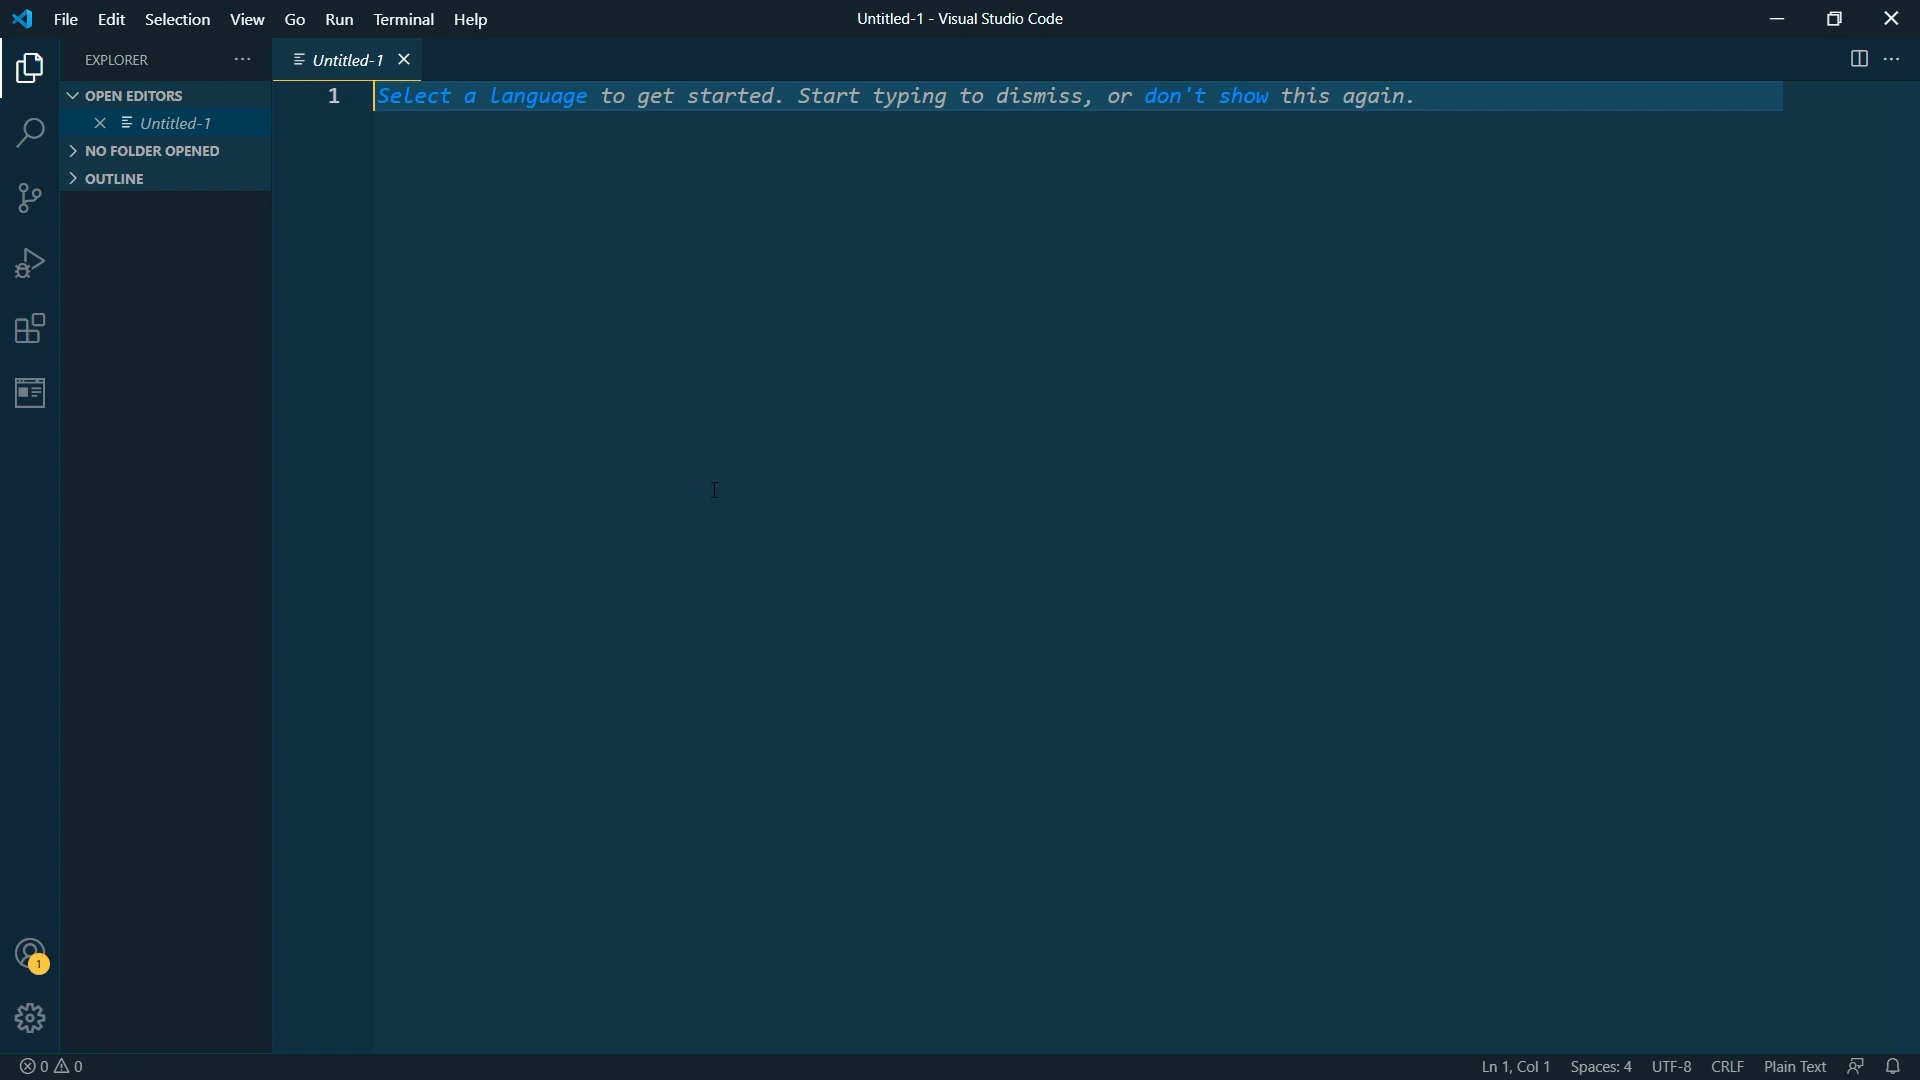 File Edit Selection View Go Run Terminal Help
Untitled-1 - Visual Studio Code
EXPLORER
Untitled-1
OPEN EDITORS
Untitled-1
NO FOLDER OPENED
OUTLINE
1 Select a language to get started. Start typing to dismiss, or don't show this again.
1
0 0
Ln 1, Col 1 Spaces: 4 UTF-8 CRLF Plain Text